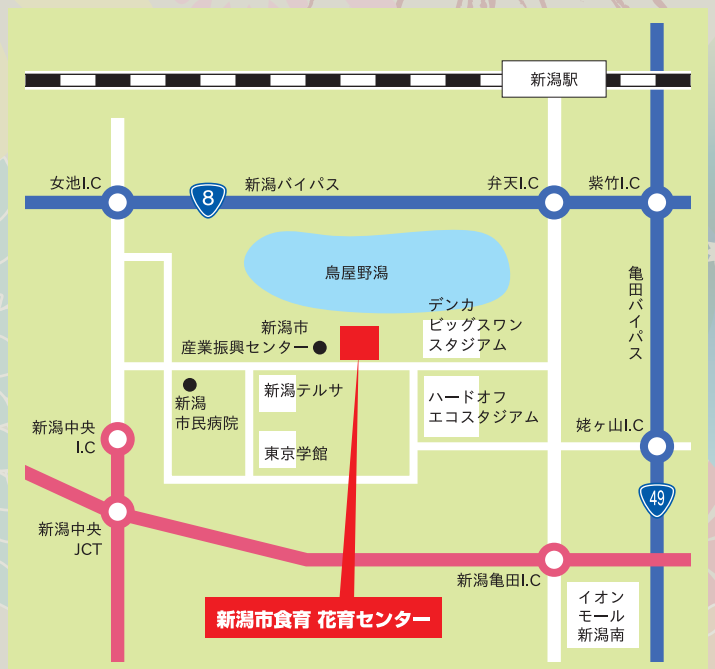 新潟駅
女池I.C
8
新潟バイパス
弁天I.C
紫竹I.C
鳥屋野潟
亀田バイパス
デンカ
ビッグスワン
スタジアム
新潟市
産業振興センター
新潟テルサ
ハードオフ
エコスタジアム
新潟
市民病院
新潟中央
I.C
東京学館
姥ヶ山I.C
49
新潟中央
JCT
新潟亀田I.C
イオン
モール
新潟南
新潟市食育 花育センター